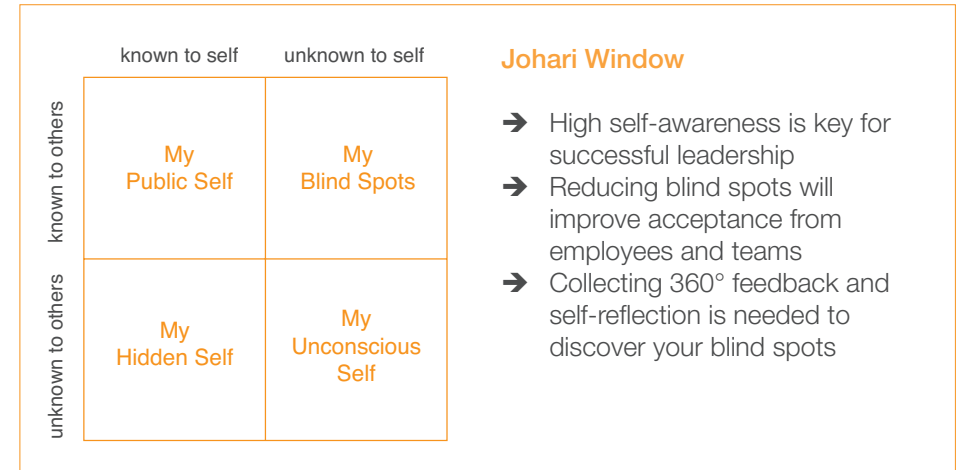 known to self
unknown to self
known to others
unknown to others
My
Public Self
My
Blind Spots
My
Hidden Self
My
Unconscious
Self
Johari Window
➔ High self-awareness is key for
successful leadership
➔ Reducing blind spots will
improve acceptance from
employees and teams
➔ Collecting 360° feedback and
self-reflection is needed to
discover your blind spots